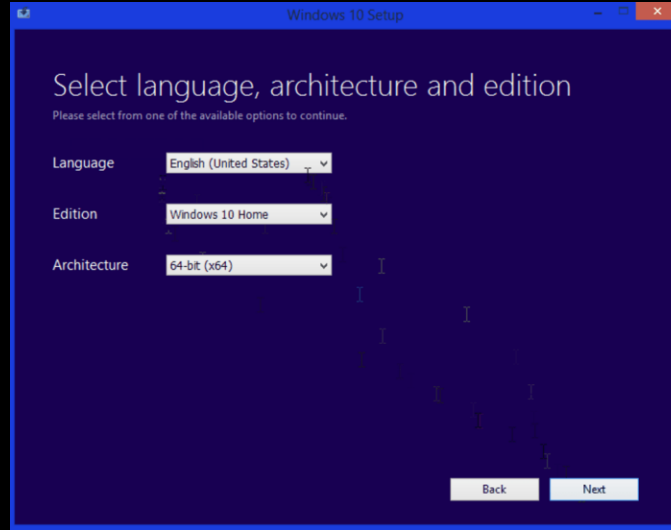 Windows 10 Setup
Select language, architecture and edition
Please select from one of the available options to continue.
Language English (United States)
Edition Windows 10 Home
Architecture 64-bit (x64)
Back Next